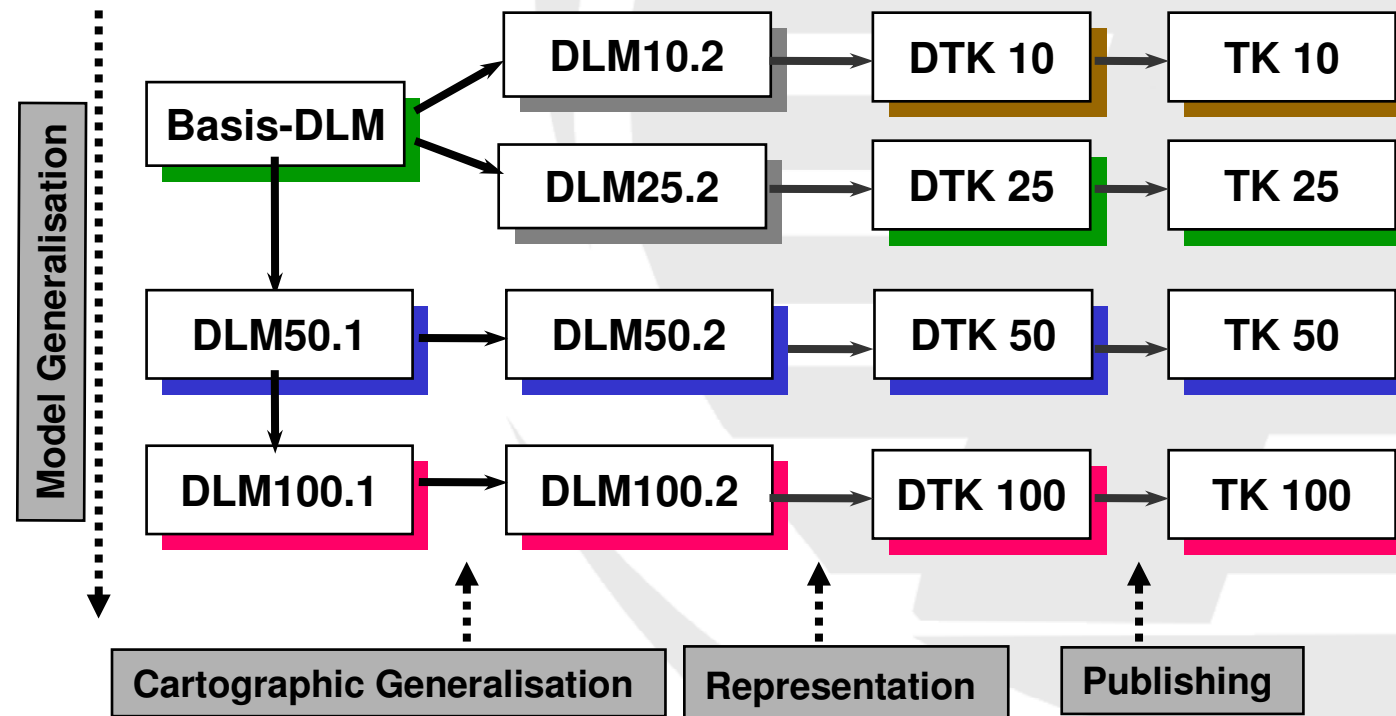 DLM10.2
DTK 10
TK 10
Basis-DLM
DLM25.2
DTK 25
TK 25
Model Generalisation
DLM50.1
DLM50.2
DTK 50
TK 50
DLM100.1
DLM100.2
DTK 100
TK 100
Cartographic Generalisation
Representation
Publishing